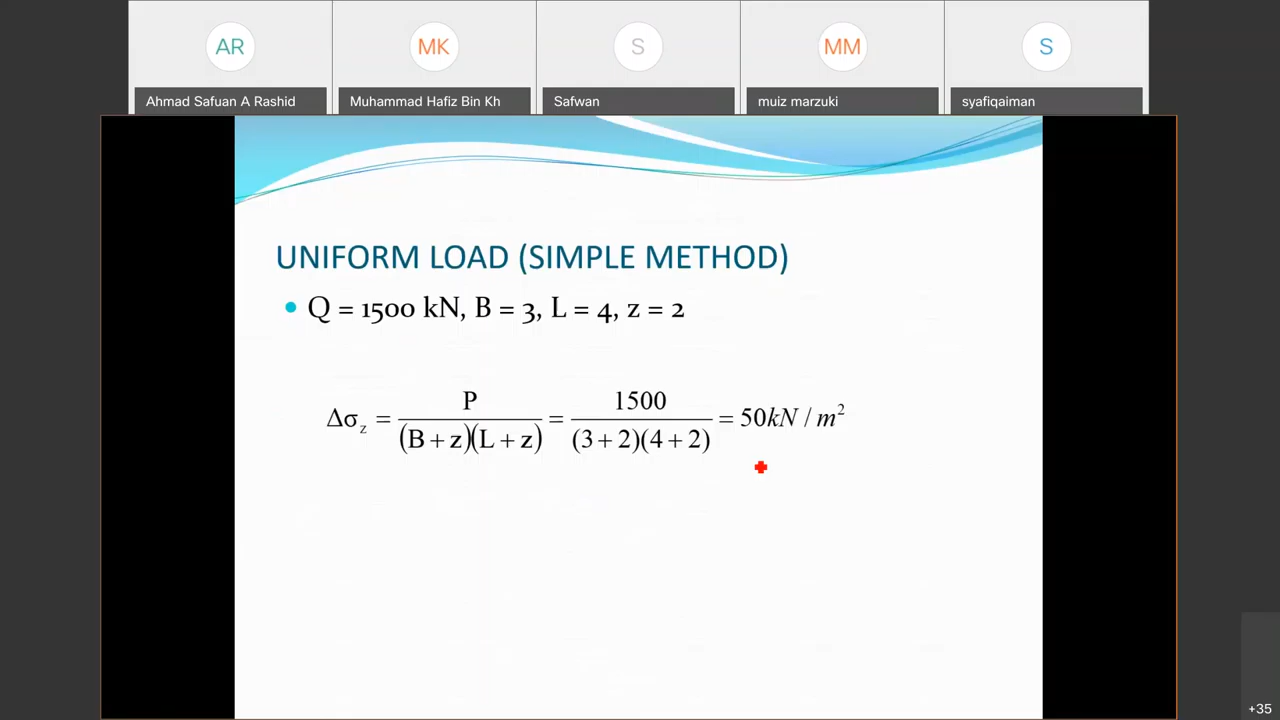 AR
MK
S
MM
S
Ahmad Safuan A Rashid
Muhammad Hafiz Bin Kh
Safwan
muiz marzuki
syafiqaiman
UNIFORM LOAD (SIMPLE METHOD)
• Q = 1500 kN, B = 3, L = 4, z = 2
Δσz = P / (B + z)(L + z) = 1500 / (3 + 2)(4 + 2) = 50kN / m²
+35